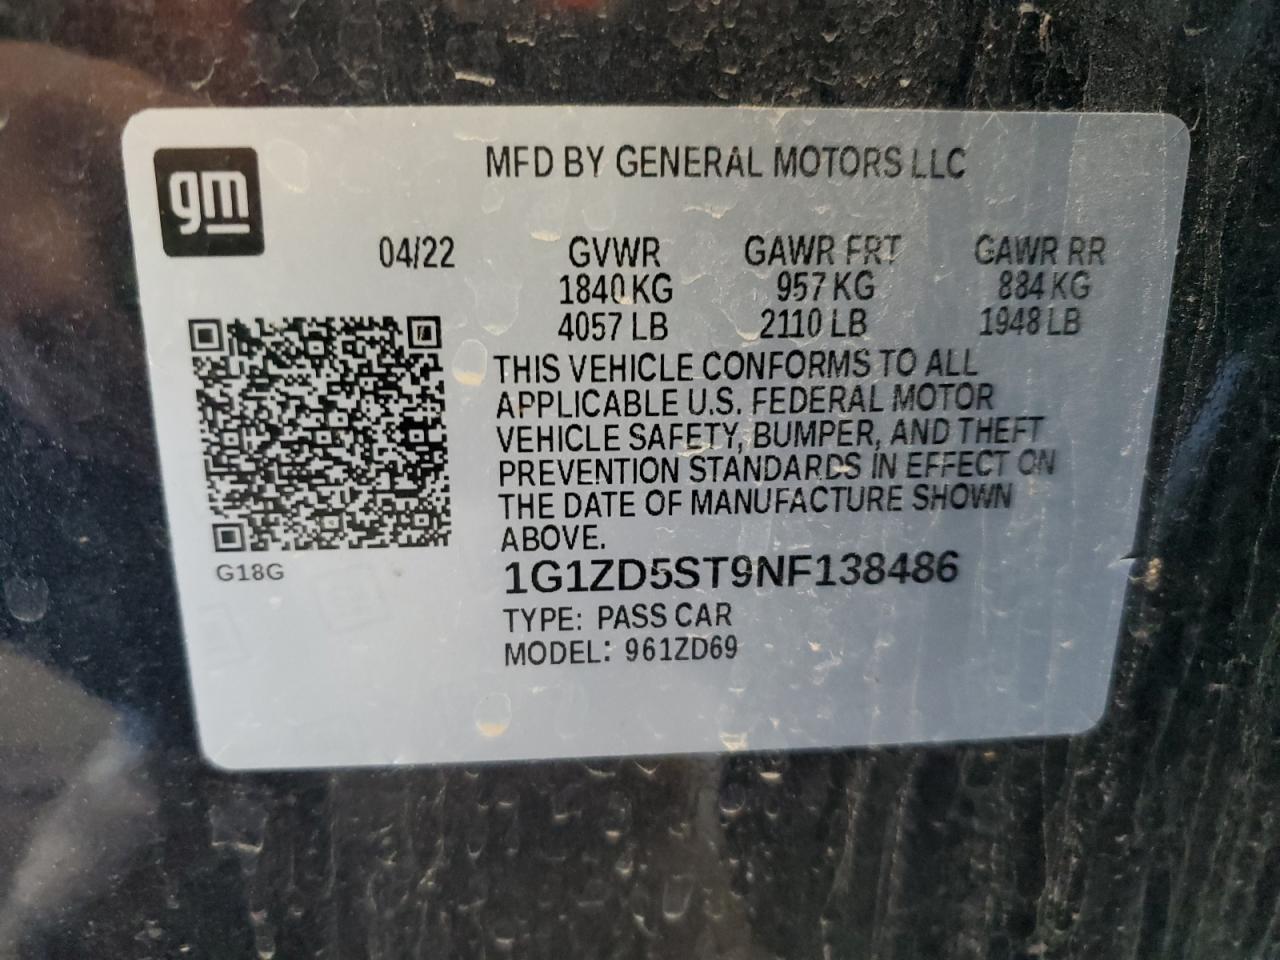 gm
MFD BY GENERAL MOTORS LLC
04/22 GVWR GAWR FRT GAWR RR
1840 KG 957 KG 884 KG
4057 LB 2110 LB 1948 LB
THIS VEHICLE CONFORMS TO ALL
APPLICABLE U.S. FEDERAL MOTOR
VEHICLE SAFETY, BUMPER, AND THEFT
PREVENTION STANDARDS IN EFFECT ON
THE DATE OF MANUFACTURE SHOWN
ABOVE.
G18G
1G1ZD5ST9NF138486
TYPE: PASS CAR
MODEL: 961ZD69